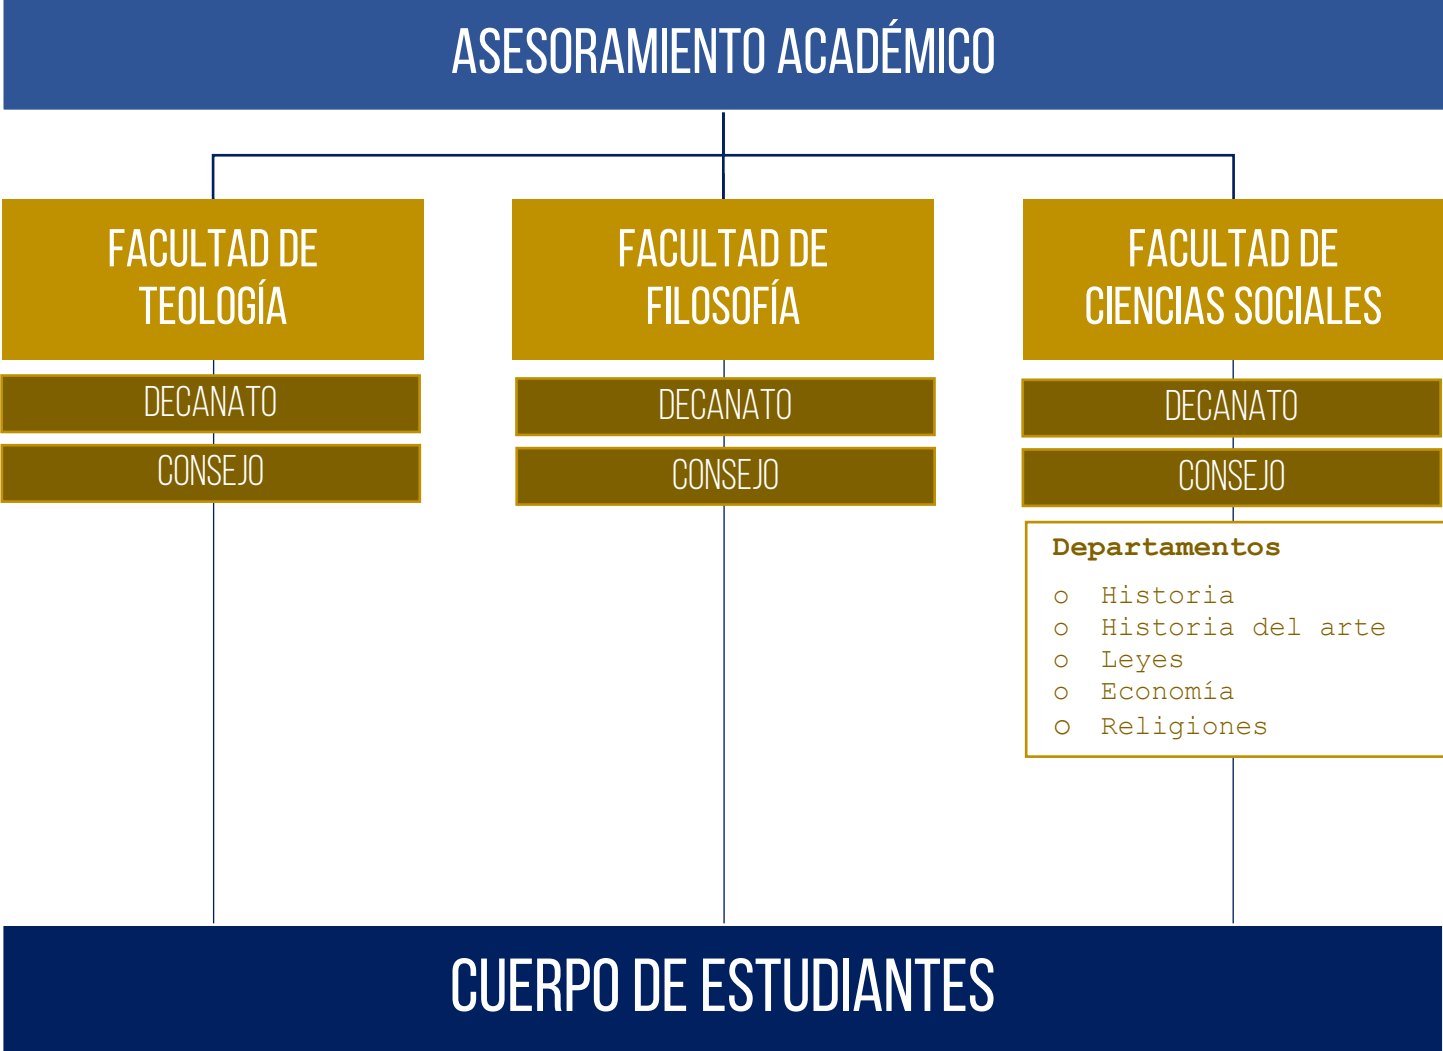 ASESORAMIENTO ACADÉMICO
FACULTAD DE
TEOLOGÍA
DECANATO
CONSEJO
FACULTAD DE
FILOSOFÍA
DECANATO
CONSEJO
FACULTAD DE
CIENCIAS SOCIALES
DECANATO
CONSEJO
Departamentos
o Historia
o Historia del arte
o Leyes
o Economía
o Religiones
CUERPO DE ESTUDIANTES